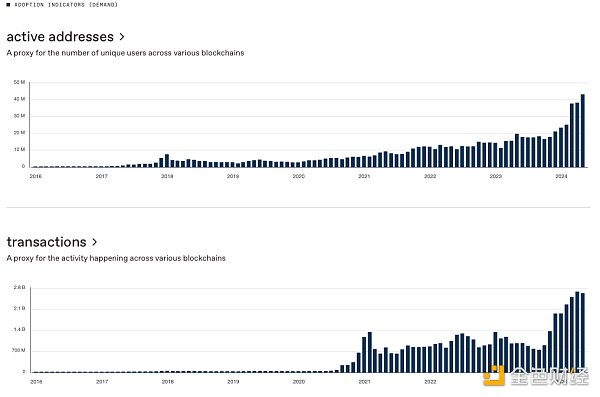 ADOPTION INDICATORS (DEMAND)
active addresses >
A proxy for the number of unique users across various blockchains
50 M
40 M
30 M
20 M
10 M
0
2016 2017 2018 2019 2020 2021 2022 2023 2024
transactions >
A proxy for the activity happening across various blockchains
2.8 B
2.1 B
1.4 B
700 M
0
2016 2017 2018 2019 2020 2021 2022
金色财经